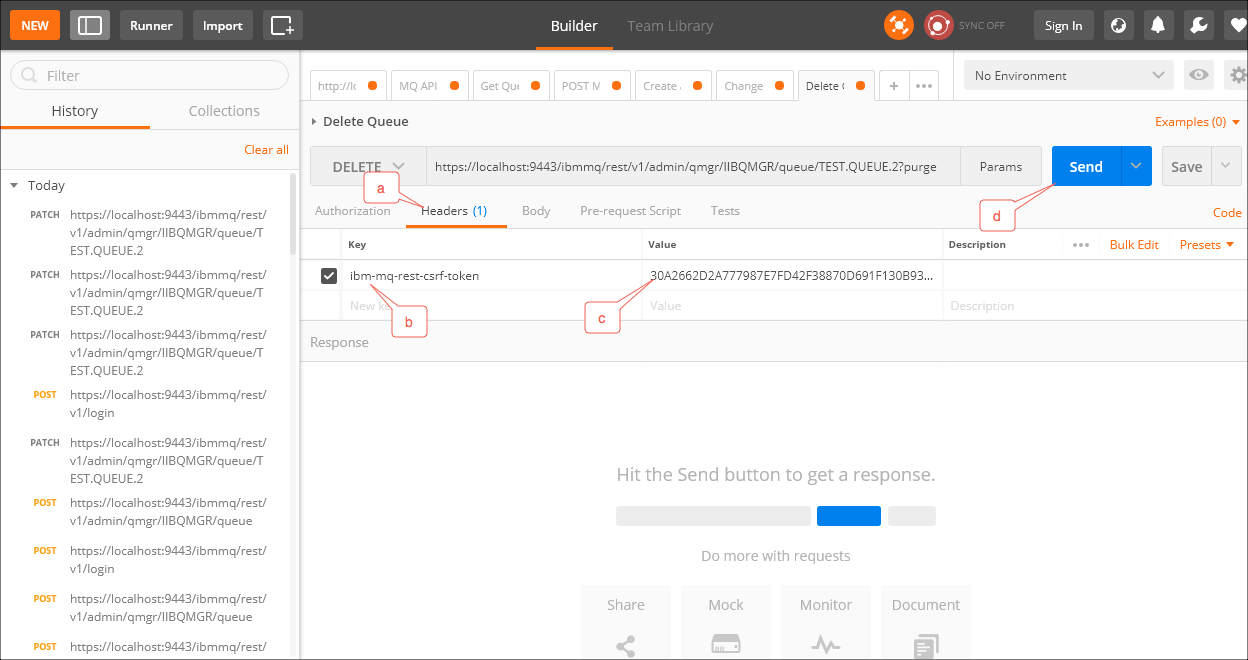 NEW Runner Import Builder Team Library SYNC OFF Sign In
Filter
History Collections
Clear all
Today
PATCH https://localhost:9443/ibmmq/rest/
v1/admin/qmgr/IIBQMGR/queue/T
EST.QUEUE.2
PATCH https://localhost:9443/ibmmq/rest/
v1/admin/qmgr/IIBQMGR/queue/T
EST.QUEUE.2
PATCH https://localhost:9443/ibmmq/rest/
v1/admin/qmgr/IIBQMGR/queue/T
EST.QUEUE.2
POST https://localhost:9443/ibmmq/rest/
v1/login
PATCH https://localhost:9443/ibmmq/rest/
v1/admin/qmgr/IIBQMGR/queue/T
EST.QUEUE.2
POST https://localhost:9443/ibmmq/rest/
v1/admin/qmgr/IIBQMGR/queue
POST https://localhost:9443/ibmmq/rest/
v1/login
POST https://localhost:9443/ibmmq/rest/
v1/admin/qmgr/IIBQMGR/queue
POST https://localhost:9443/ibmmq/rest/
http://lc MQ API Get Que POST M Create Change Delete + •••
No Environment
Delete Queue Examples (0)
DELETE https://localhost:9443/ibmmq/rest/v1/admin/qmgr/IIBQMGR/queue/TEST.QUEUE.2?purge Params Send Save
a
d
Authorization Headers (1) Body Pre-request Script Tests Code
Key Value Description ••• Bulk Edit Presets
ibm-mq-rest-csrf-token 30A2662D2A777987E7FD42F38870D691F130B93...
New ke Value Description
b
c
Response
Hit the Send button to get a response.
Do more with requests
Share Mock Monitor Document